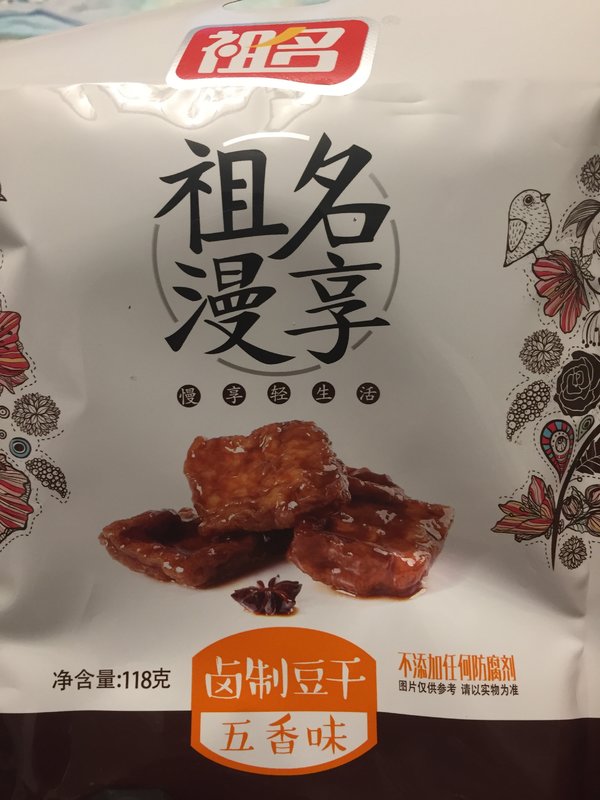 祖名
祖名
漫享
慢享轻生活
净含量:118克
卤制豆干
五香味
不添加任何防腐剂
图片仅供参考 请以实物为准